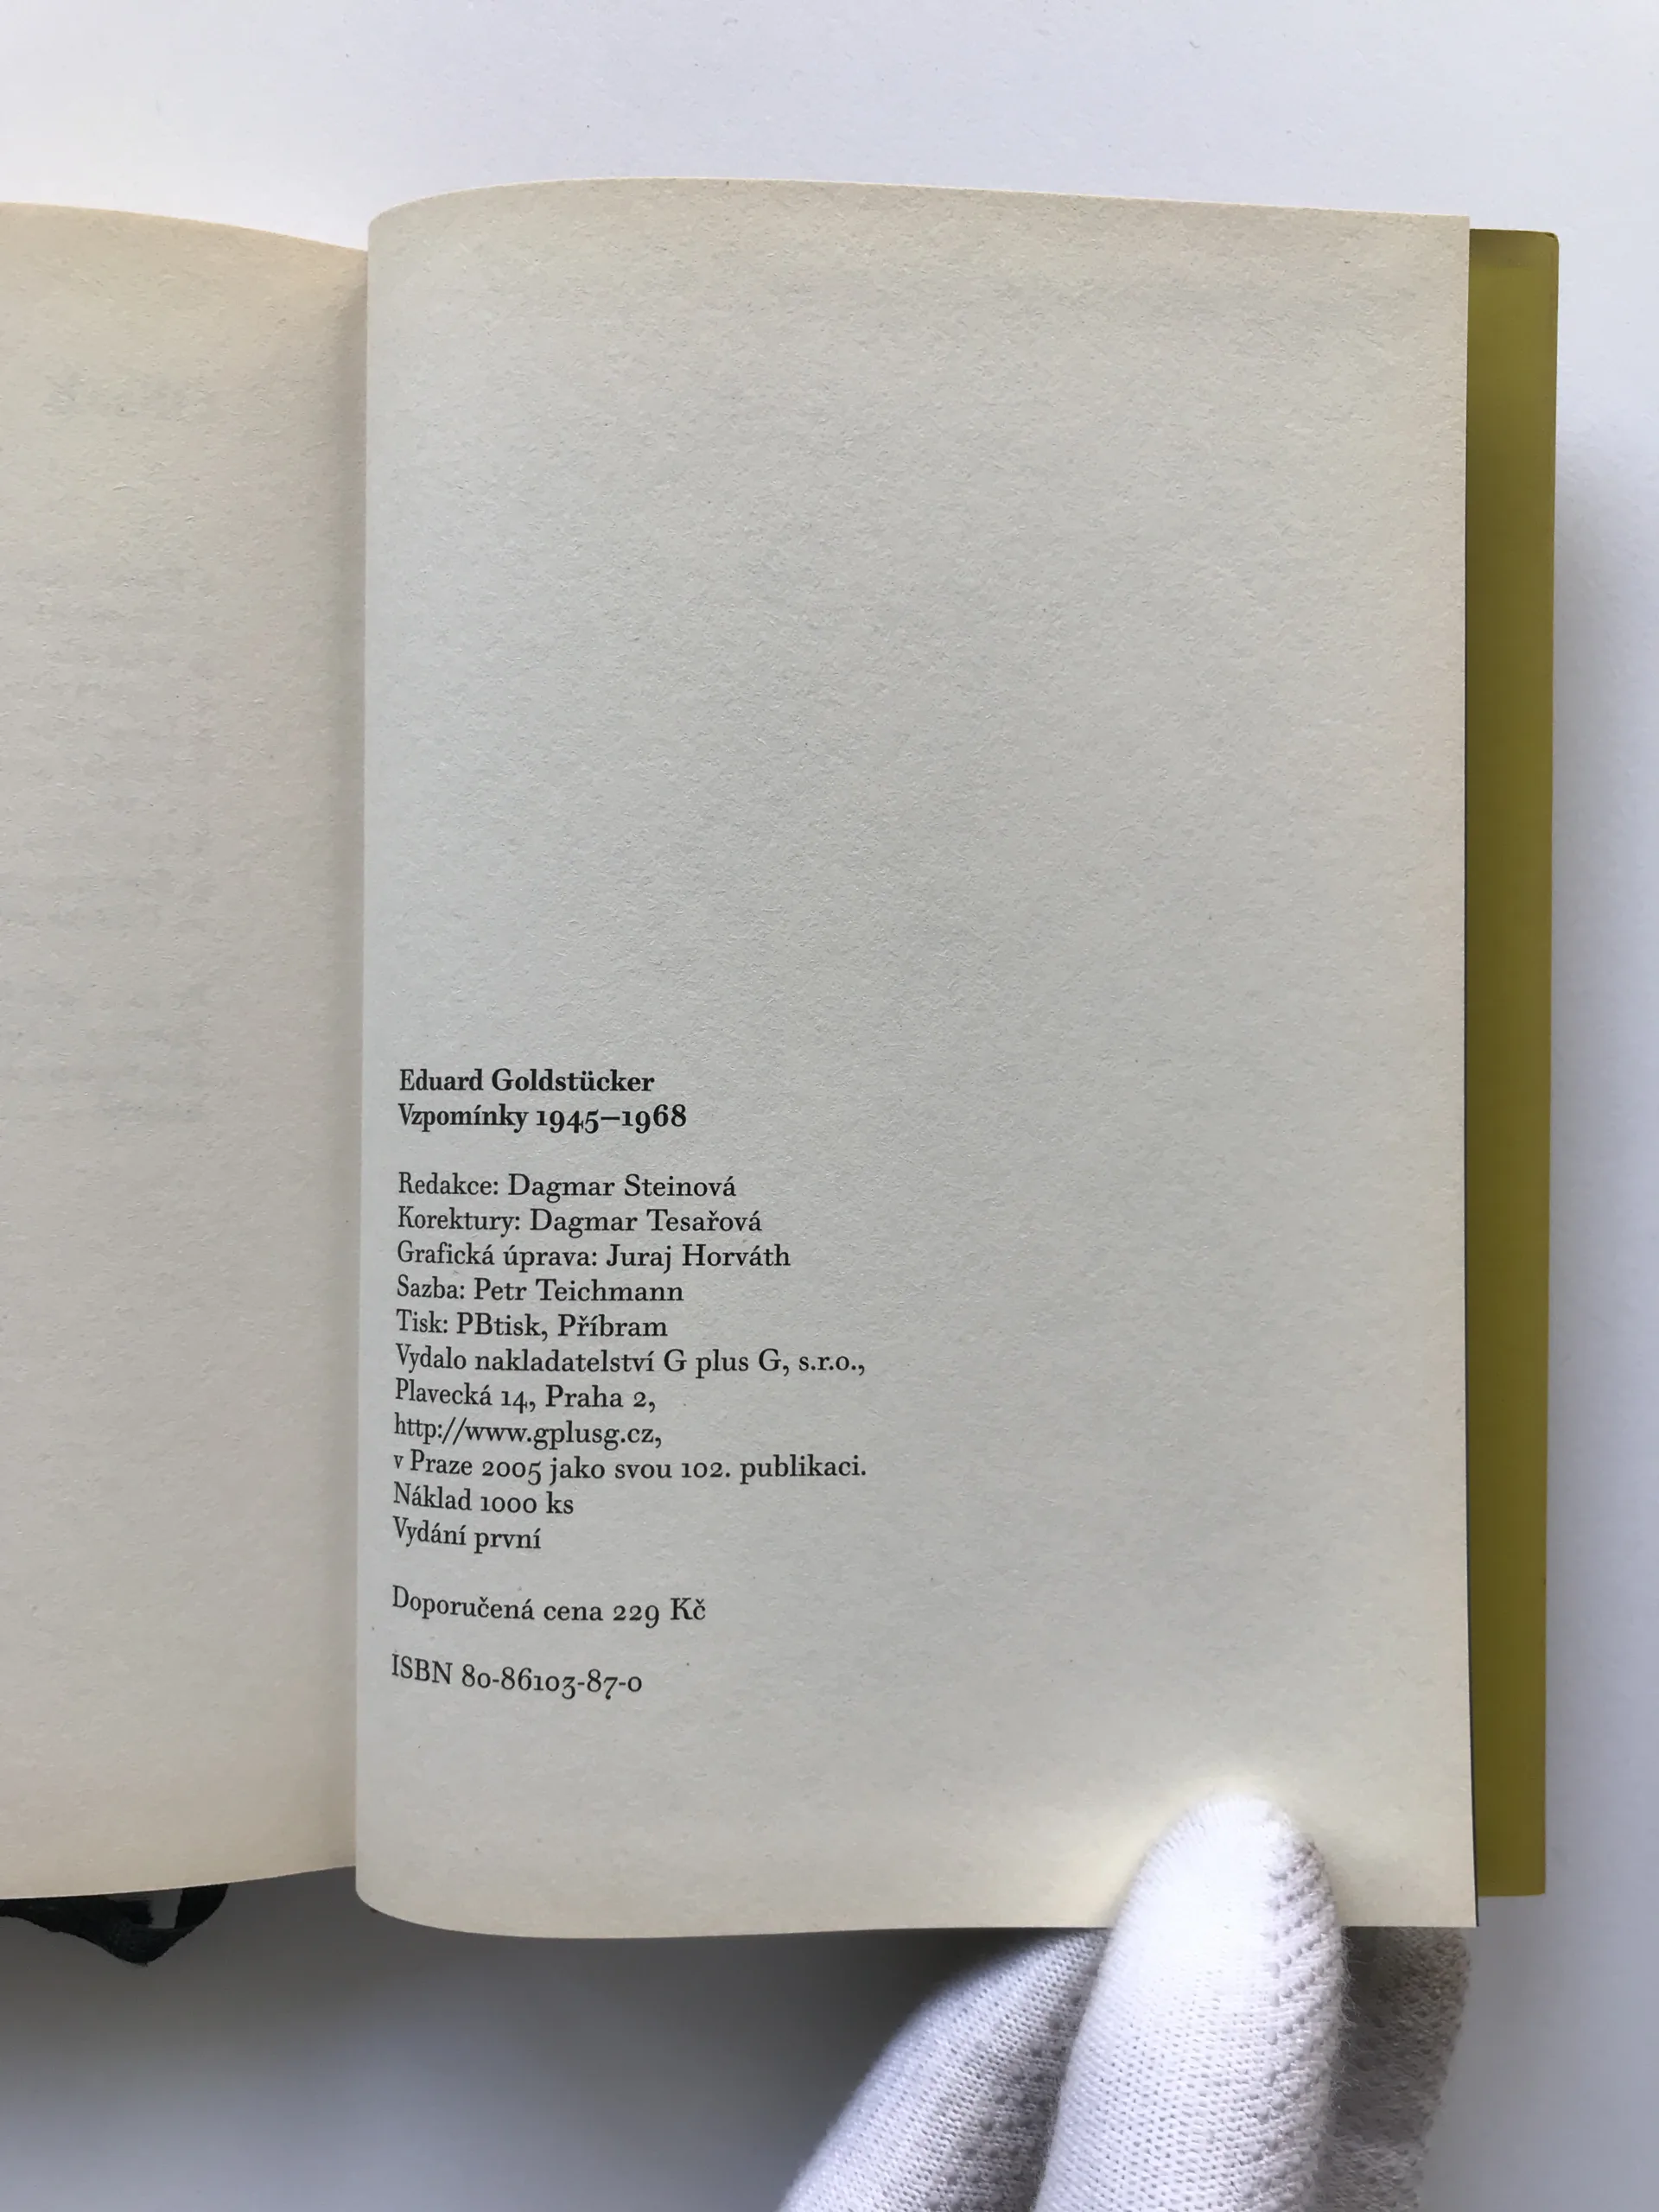 Eduard Goldstücker
Vzpomínky 1945–1968
Redakce: Dagmar Steinová
Korektury: Dagmar Tesařová
Grafická úprava: Juraj Horváth
Sazba: Petr Teichmann
Tisk: PBtisk, Příbram
Vydalo nakladatelství G plus G, s.r.o.,
Plavecká 14, Praha 2,
http://www.gplusg.cz,
v Praze 2005 jako svou 102. publikaci.
Náklad 1000 ks
Vydání první
Doporučená cena 229 Kč
ISBN 80-86103-87-0